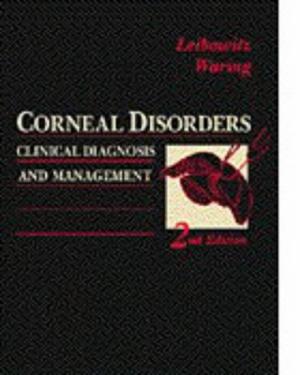 Leibowitz
Waring
CORNEAL DISORDERS
CLINICAL DIAGNOSIS
AND MANAGEMENT
2nd Edition